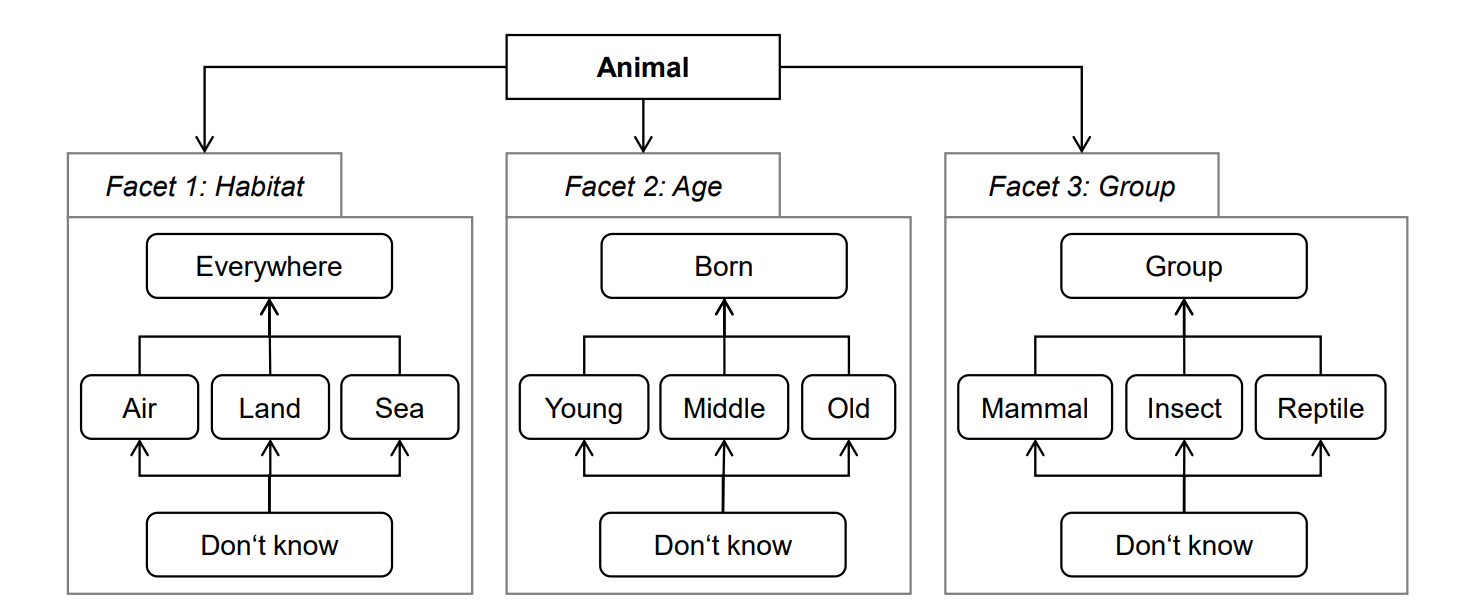 Animal
Facet 1: Habitat
Everywhere
Air
Land
Sea
Don‘t know
Facet 2: Age
Born
Young
Middle
Old
Don‘t know
Facet 3: Group
Group
Mammal
Insect
Reptile
Don‘t know